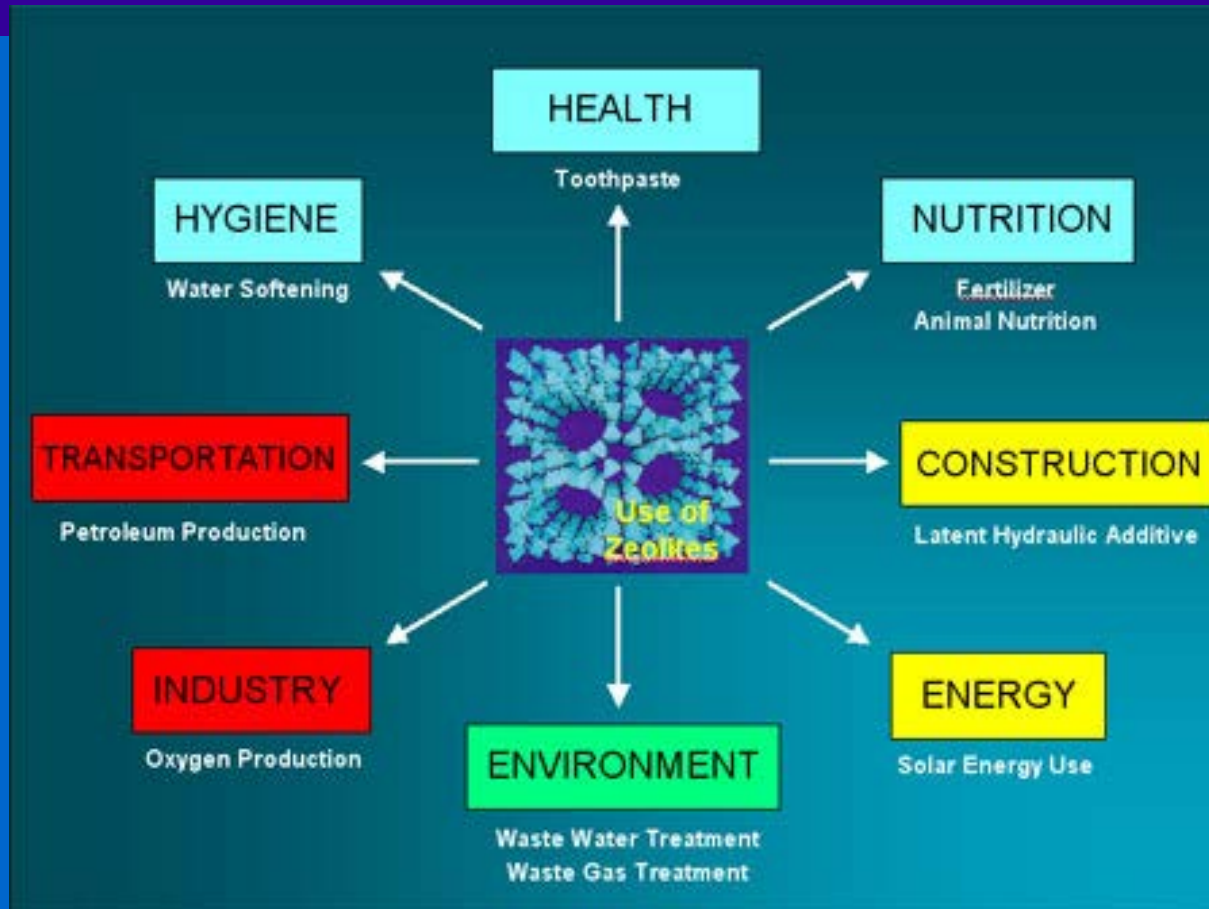 HEALTH
Toothpaste
HYGIENE
Water Softening
NUTRITION
Fertilizer
Animal Nutrition
TRANSPORTATION
Petroleum Production
Use of
Zeolites
CONSTRUCTION
Latent Hydraulic Additive
INDUSTRY
Oxygen Production
ENVIRONMENT
Waste Water Treatment
Waste Gas Treatment
ENERGY
Solar Energy Use